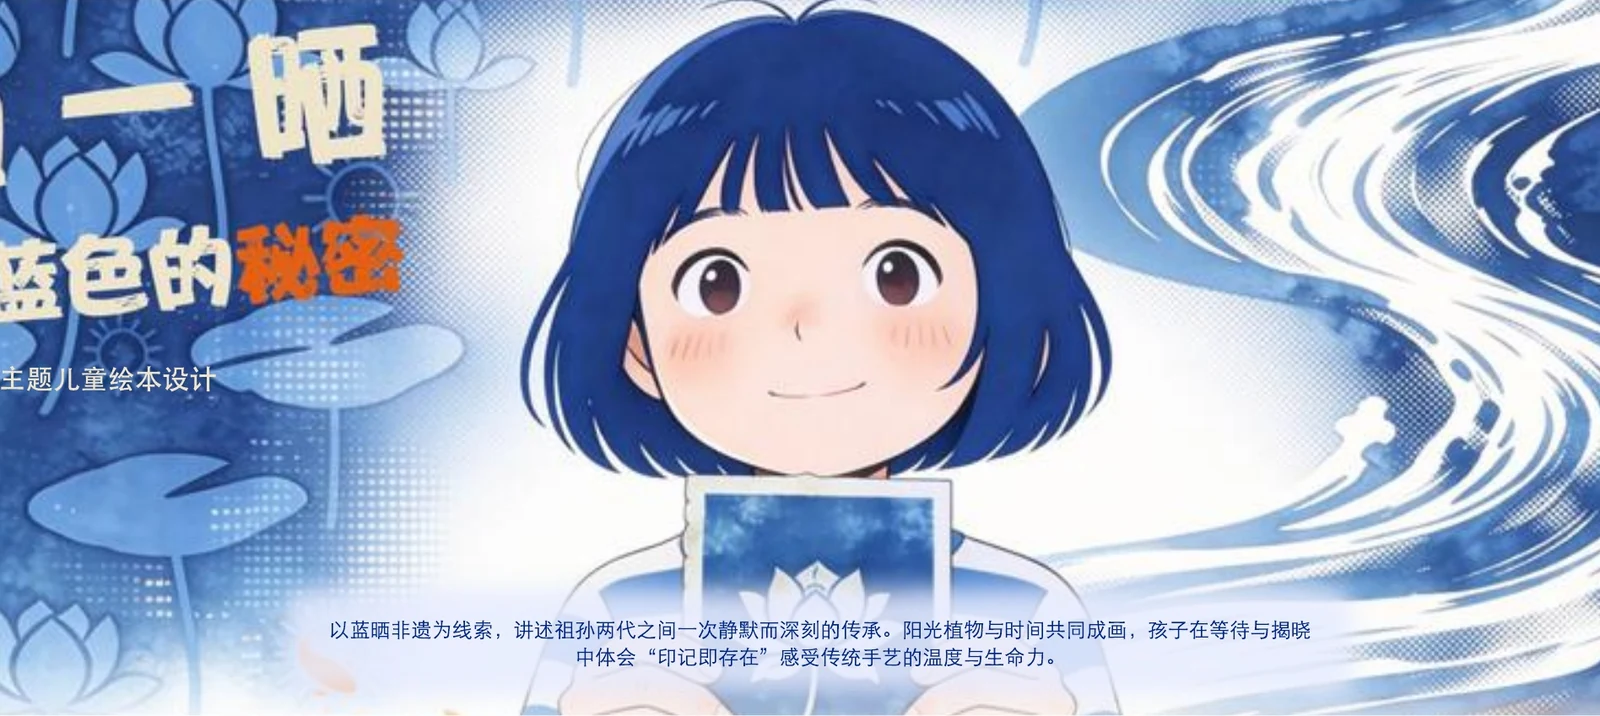 一晒
蓝色的秘密
主题儿童绘本设计
以蓝晒非遗为线索，讲述祖孙两代之间一次静默而深刻的传承。阳光植物与时间共同成画，孩子在等待与揭晓
中体会“印记即存在”感受传统手艺的温度与生命力。